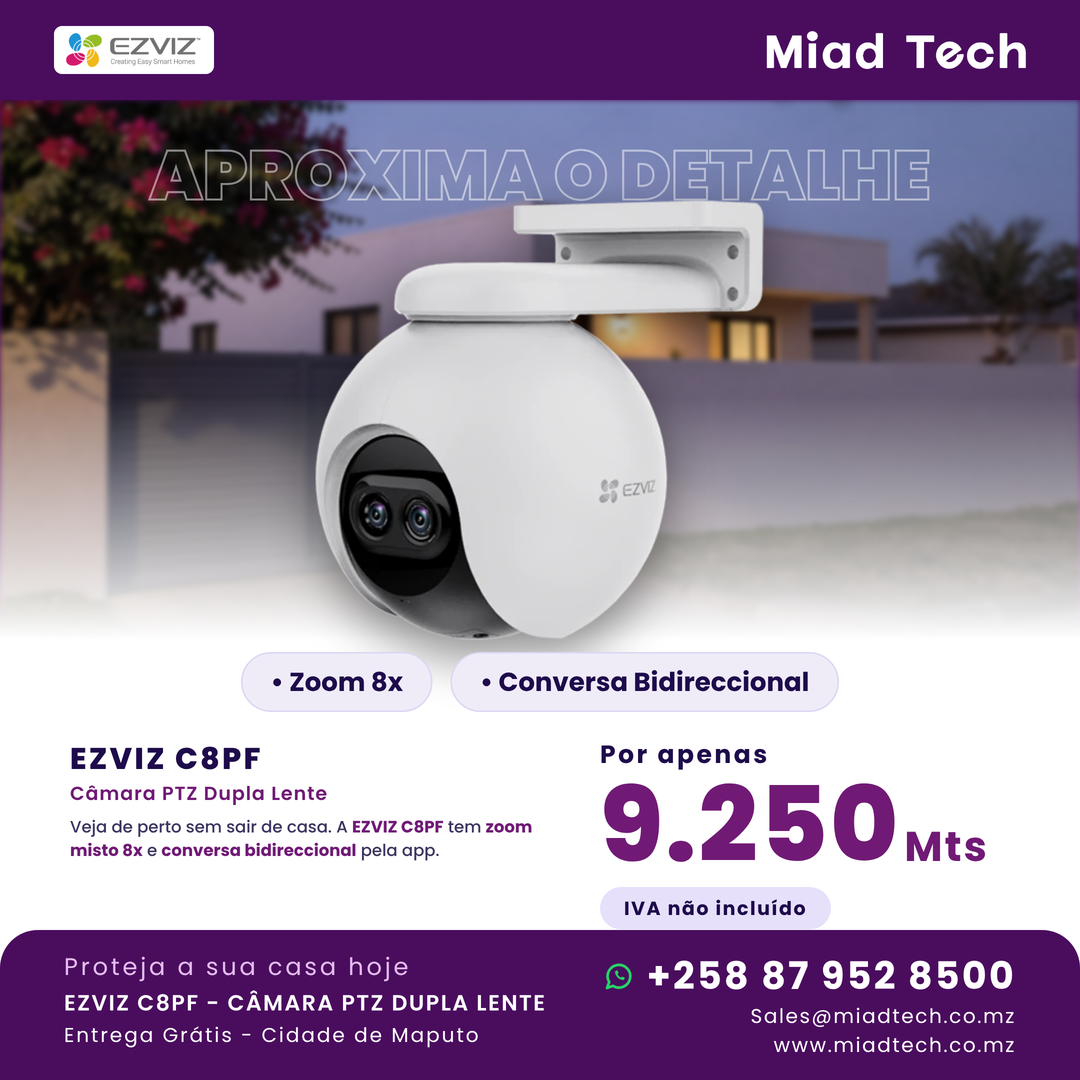 EZVIZ™
Creating Easy Smart Homes
Miad Tech
APROXIMA O DETALHE
EZVIZ
• Zoom 8x
• Conversa Bidireccional
EZVIZ C8PF
Câmara PTZ Dupla Lente
Veja de perto sem sair de casa. A EZVIZ C8PF tem zoom
misto 8x e conversa bidireccional pela app.
Por apenas
9.250 Mts
IVA não incluído
Proteja a sua casa hoje
EZVIZ C8PF – CÂMARA PTZ DUPLA LENTE
Entrega Grátis – Cidade de Maputo
+258 87 952 8500
Sales@miadtech.co.mz
www.miadtech.co.mz